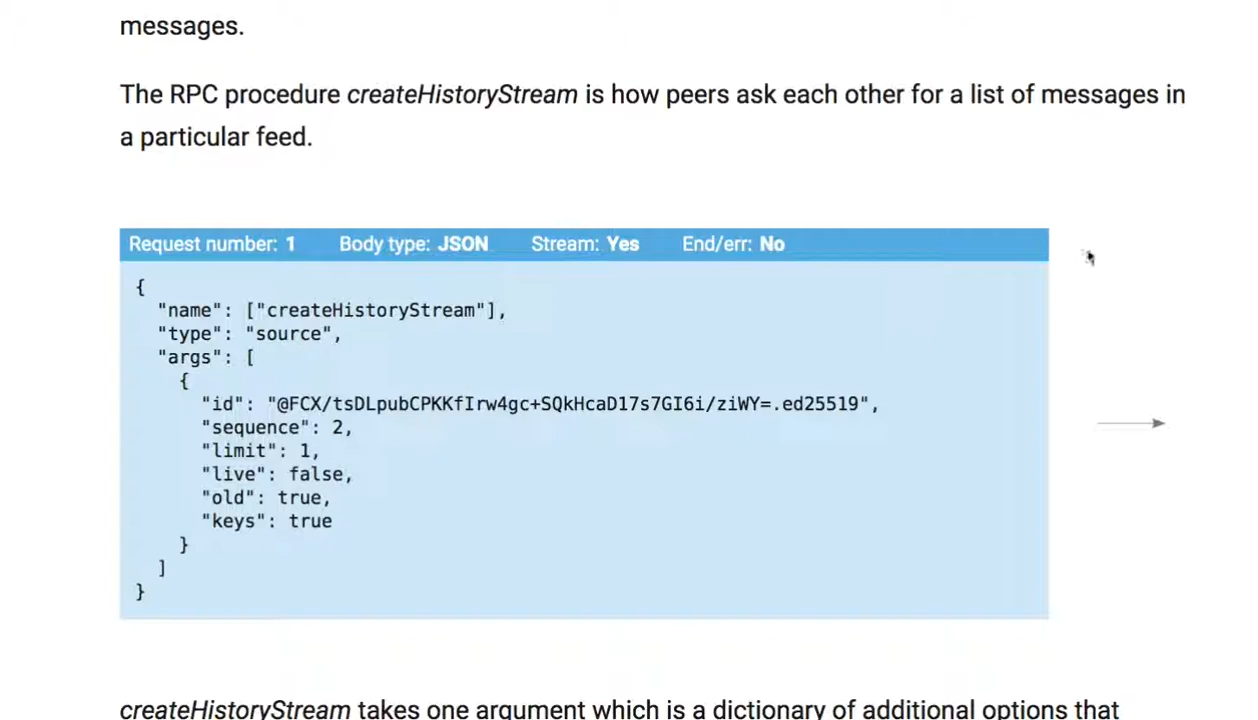 messages.
The RPC procedure createHistoryStream is how peers ask each other for a list of messages in
a particular feed.
Request number: 1 Body type: JSON Stream: Yes End/err: No
{
"name": ["createHistoryStream"],
"type": "source",
"args": [
{
"id": "@FCX/tsDLpubCPKKfIrw4gc+SQkHcaD17s7GI6i/ziWY=.ed25519",
"sequence": 2,
"limit": 1,
"live": false,
"old": true,
"keys": true
}
]
}
createHistoryStream takes one argument which is a dictionary of additional options that